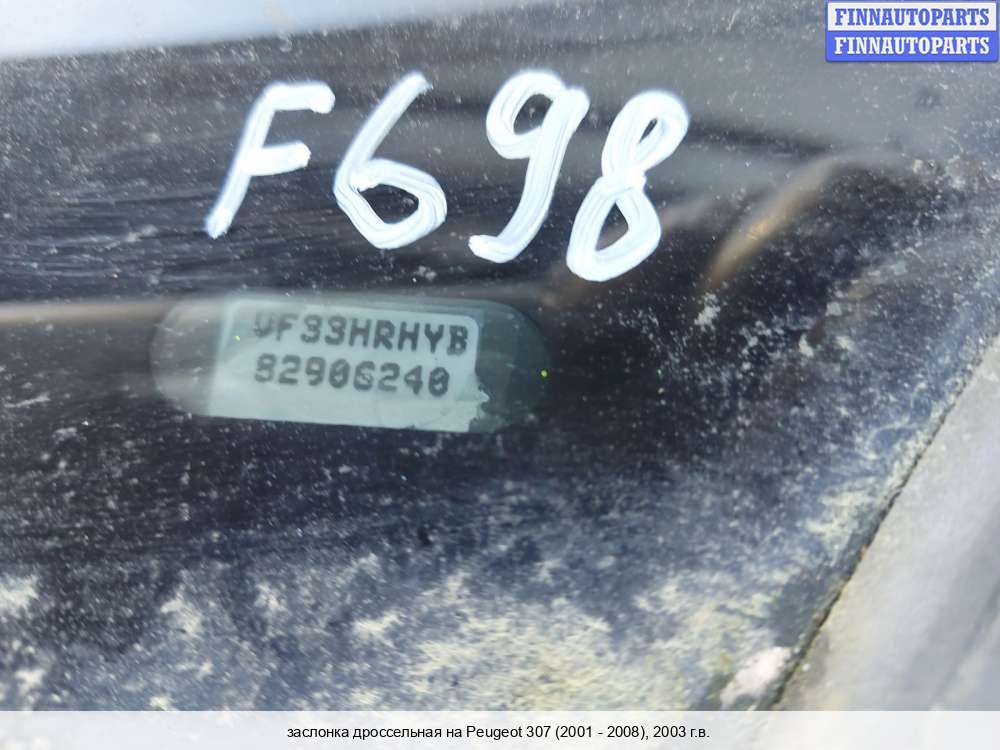 FINNAUTOPARTS
FINNAUTOPARTS
F698
VF33HRHYB
82906240
заслонка дроссельная на Peugeot 307 (2001 - 2008), 2003 г.в.